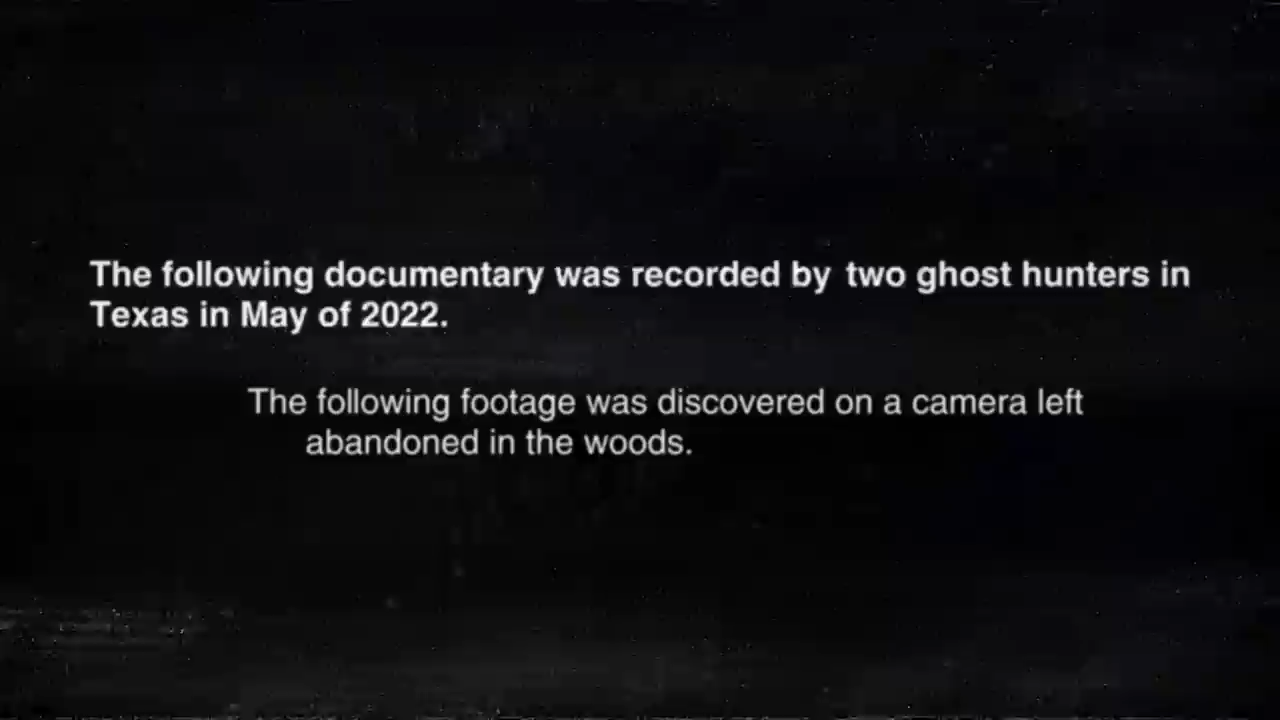 The following documentary was recorded by two ghost hunters in
Texas in May of 2022.
The following footage was discovered on a camera left
abandoned in the woods.